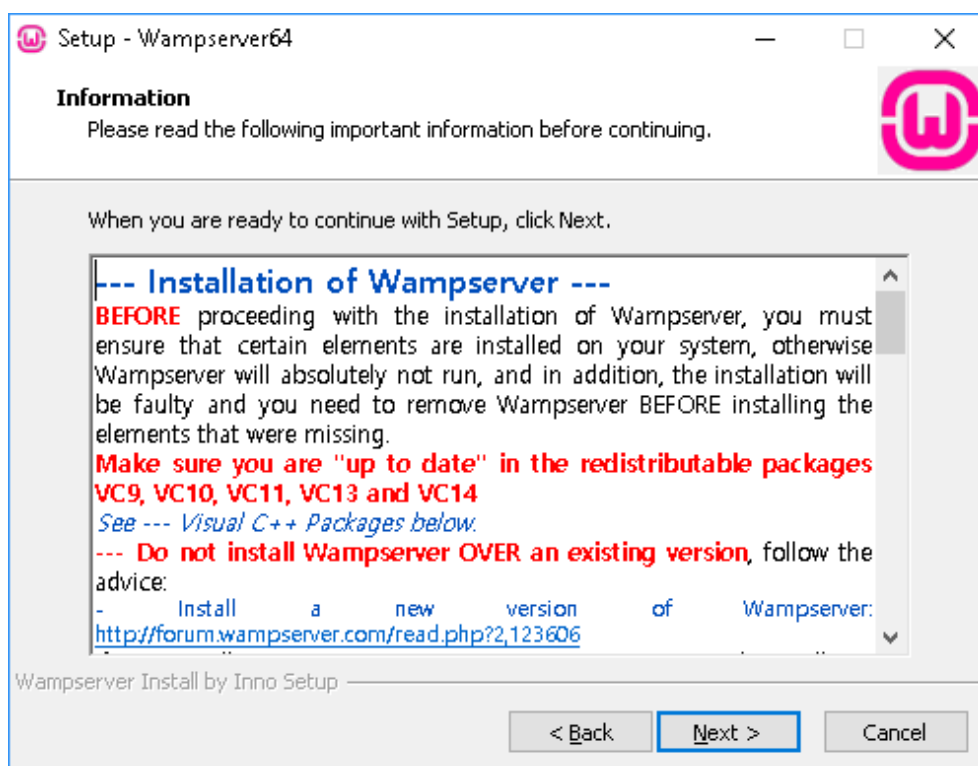 Setup - Wampserver64
Information
Please read the following important information before continuing.
When you are ready to continue with Setup, click Next.
--- Installation of Wampserver ---
BEFORE proceeding with the installation of Wampserver, you must
ensure that certain elements are installed on your system, otherwise
Wampserver will absolutely not run, and in addition, the installation will
be faulty and you need to remove Wampserver BEFORE installing the
elements that were missing.
Make sure you are "up to date" in the redistributable packages
VC9, VC10, VC11, VC13 and VC14
See --- Visual C++ Packages below.
--- Do not install Wampserver OVER an existing version, follow the
advice:
- Install a new version of Wampserver:
http://forum.wampserver.com/read.php?2,123606
Wampserver Install by Inno Setup
< Back
Next >
Cancel